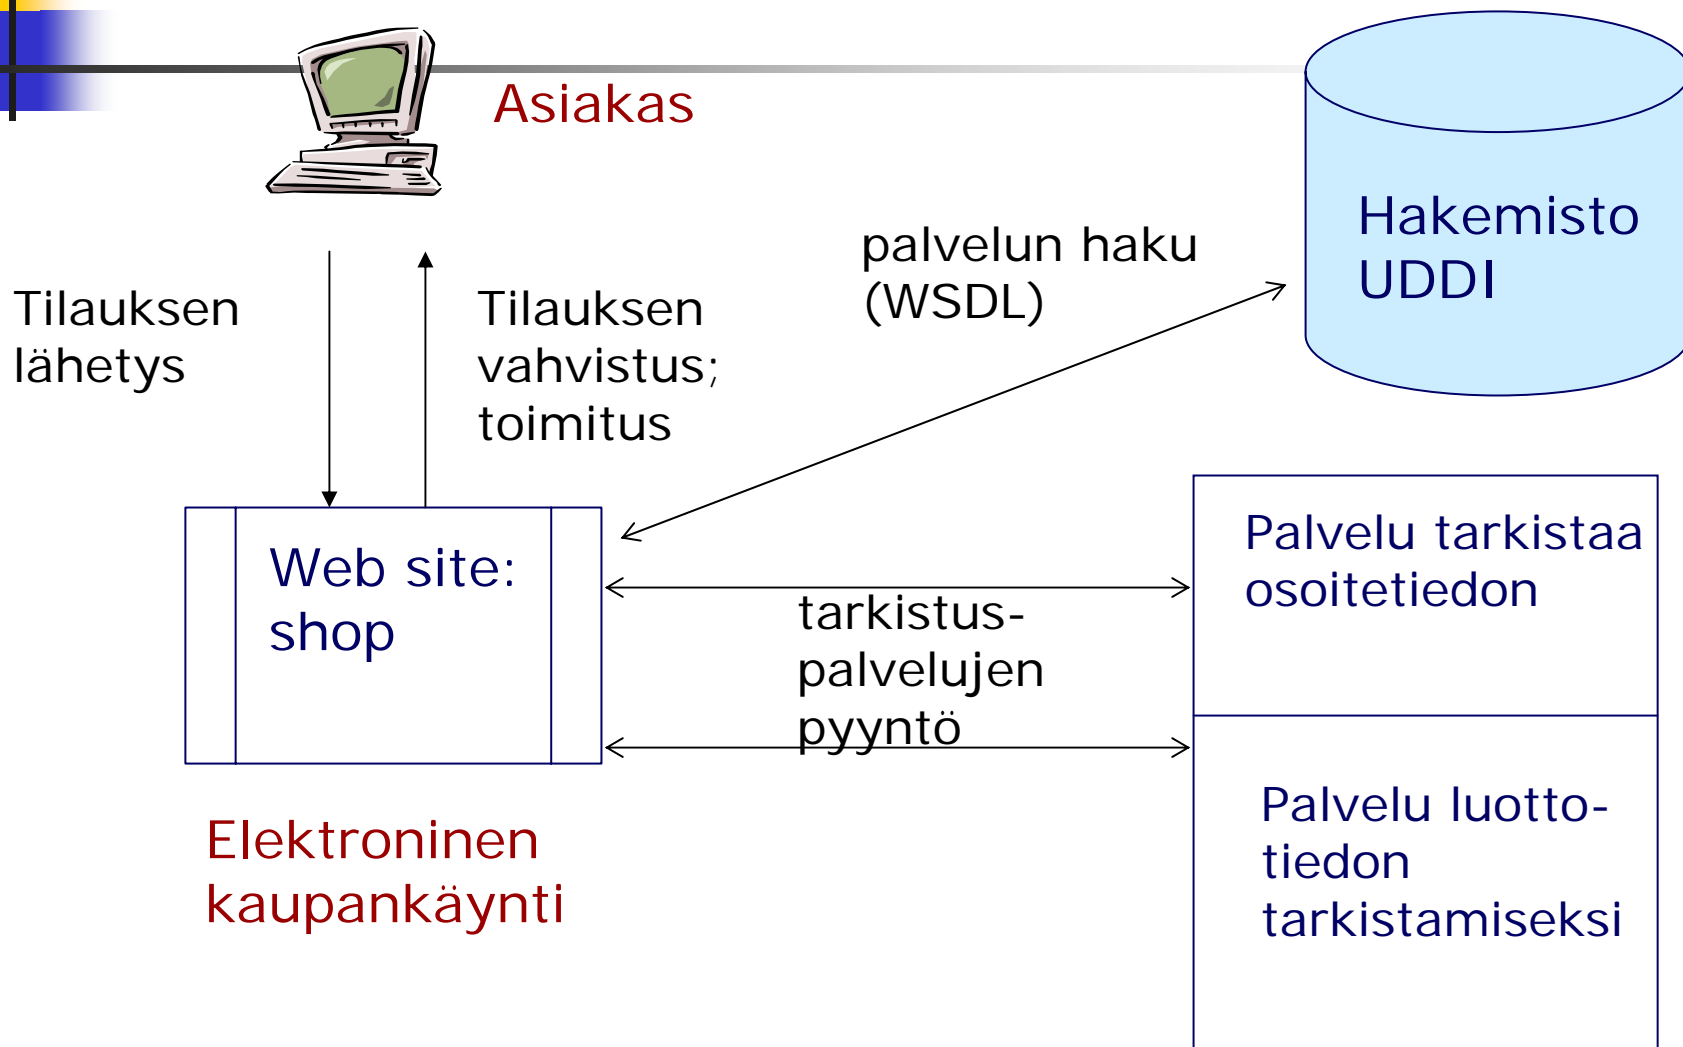 Asiakas
Hakemisto
UDDI
palvelun haku
(WSDL)
Tilauksen
lähetys
Tilauksen
vahvistus;
toimitus
Web site:
shop
Palvelu tarkistaa
osoitetiedon
tarkistus-
palvelujen
pyyntö
Palvelu luotto-
tiedon
tarkistamiseksi
Elektroninen
kaupankäynti